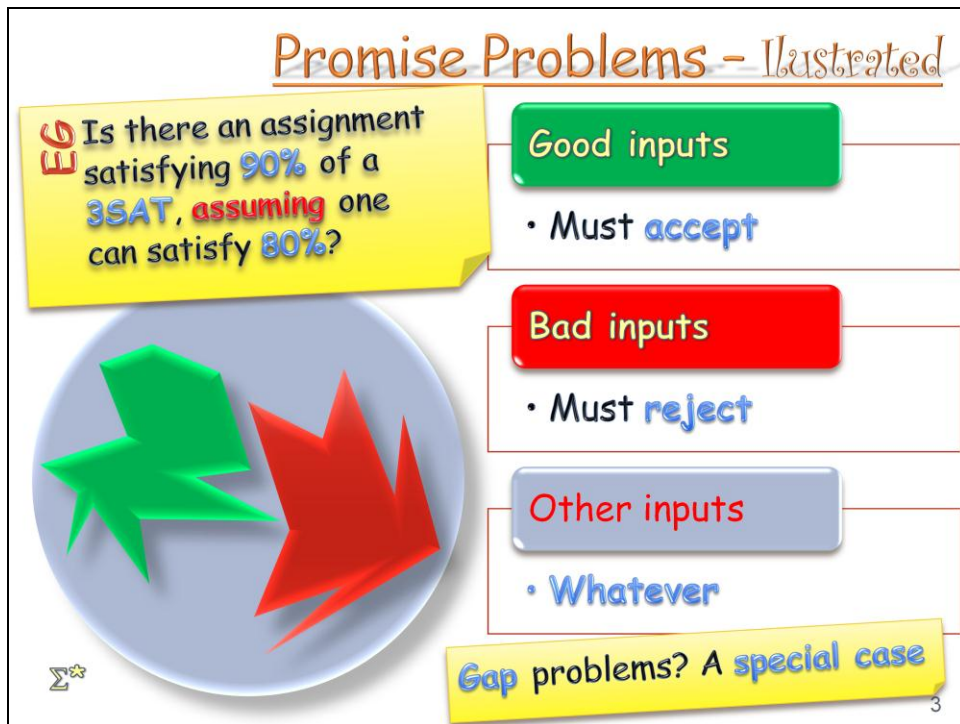 Promise Problems - Ilustrated
EG Is there an assignment
satisfying 90% of a
3SAT, assuming one
can satisfy 80%?
Good inputs
• Must accept
Bad inputs
• Must reject
Other inputs
• Whatever
Σ*
Gap problems? A special case
3